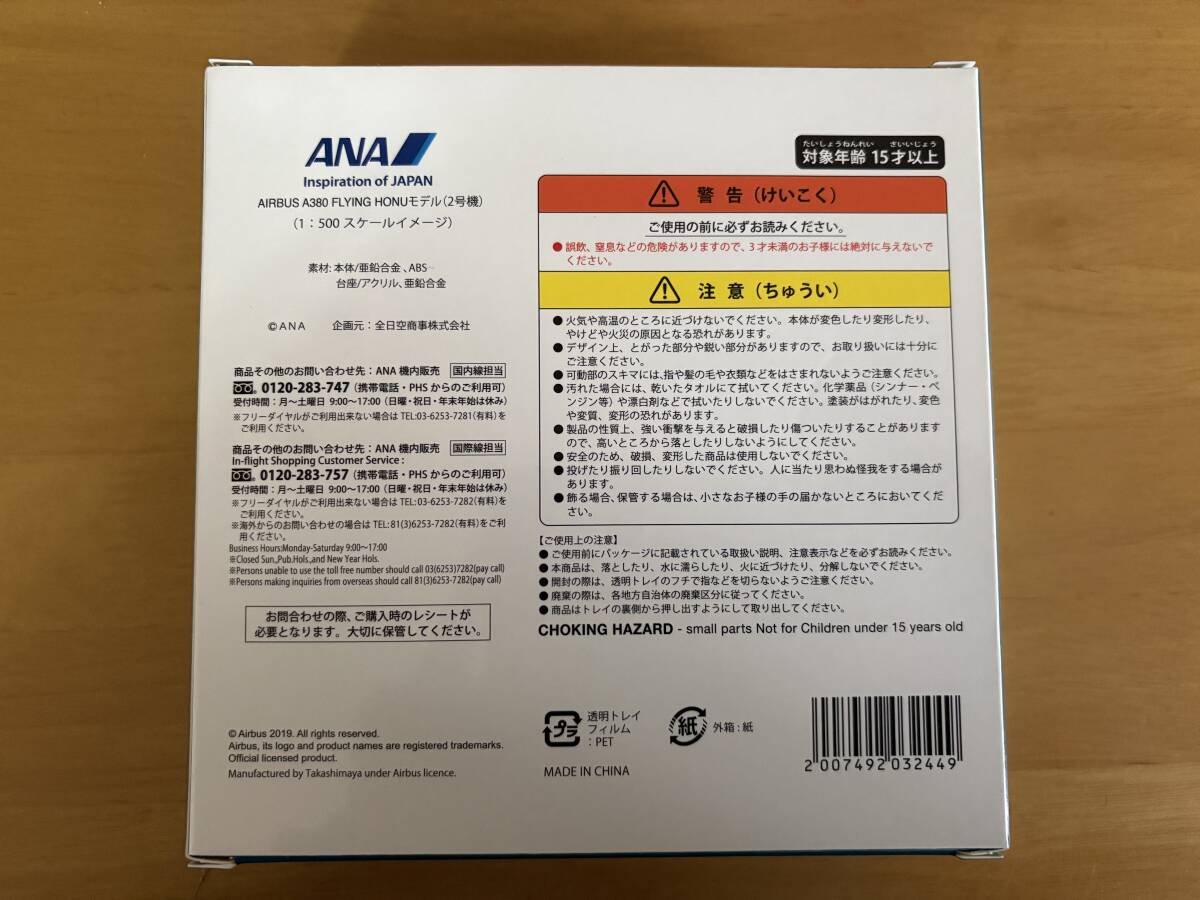 ANA
Inspiration of JAPAN
AIRBUS A380 FLYING HONUモデル(2号機)
(1:500 スケールイメージ)
素材: 本体/亜鉛合金、ABS
台座/アクリル、亜鉛合金
©ANA 企画元:全日空商事株式会社
商品その他のお問い合わせ先:ANA 機内販売 国内線担当
0120-283-747 (携帯電話・PHSからのご利用可)
受付時間:月〜土曜日 9:00〜17:00 (日曜・祝日・年末年始は休み)
※フリーダイヤルがご利用出来ない場合は TEL:03-6253-7281(有料)を
ご利用ください。
商品その他のお問い合わせ先:ANA 機内販売 国際線担当
In-flight Shopping Customer Service :
0120-283-757 (携帯電話・PHSからのご利用可)
受付時間:月〜土曜日 9:00〜17:00 (日曜・祝日・年末年始は休み)
※フリーダイヤルがご利用出来ない場合は TEL:03-6253-7282(有料)を
ご利用ください。
※海外からのお問い合わせの場合は TEL:81(3)6253-7282(有料)をご利
用ください。
Business Hours:Monday-Saturday 9:00〜17:00
※Closed Sun.,Pub.Hols.,and New Year Hols.
※Persons unable to use the toll free number should call 03(6253)7282(pay call)
※Persons making inquiries from overseas should call 81(3)6253-7282(pay call)
お問合わせの際、ご購入時のレシートが
必要となります。大切に保管してください。
© Airbus 2019. All rights reserved.
Airbus, its logo and product names are registered trademarks.
Official licensed product.
Manufactured by Takashimaya under Airbus licence.
たいしょうねんれい さいいじょう
対象年齢 15才以上
警告(けいこく)
ご使用の前に必ずお読みください。
●誤飲、窒息などの危険がありますので、3才未満のお子様には絶対に与えないで
ください。
注意(ちゅうい)
●火気や高温のところに近づけないでください。本体が変色したり変形したり、
やけどや火災の原因となる恐れがあります。
●デザイン上、とがった部分や鋭い部分がありますので、お取り扱いには十分に
ご注意ください。
●可動部のスキマには、指や髪の毛や衣類などをはさまれないようご注意ください。
●汚れた場合には、乾いたタオルにて拭いてください。化学薬品(シンナー・ベ
ンジン等)や漂白剤などで拭いたりしないでください。塗装がはがれたり、変色
や変質、変形の恐れがあります。
●製品の性質上、強い衝撃を与えると破損したり傷ついたりすることがあります
ので、高いところから落としたりしないようにしてください。
●安全のため、破損、変形した商品は使用しないでください。
●投げたり振り回したりしないでください。人に当たり思わぬ怪我をする場合が
あります。
●飾る場合、保管する場合は、小さなお子様の手の届かないところにおいてくだ
さい。
【ご使用上の注意】
●ご使用前にパッケージに記載されている取扱い説明、注意表示などを必ずお読みください。
●本商品は、落としたり、水に濡らしたり、火に近づけたり、分解しないでください。
●開封の際は、透明トレイのフチで指などを切らないようご注意ください。
●廃棄の際は、各地方自治体の廃棄区分に従ってください。
●商品はトレイの裏側から押し出すようにして取り出してください。
CHOKING HAZARD - small parts Not for Children under 15 years old
プラ
透明トレイ
フィルム
:PET
紙
外箱:紙
MADE IN CHINA
2 007492 032449